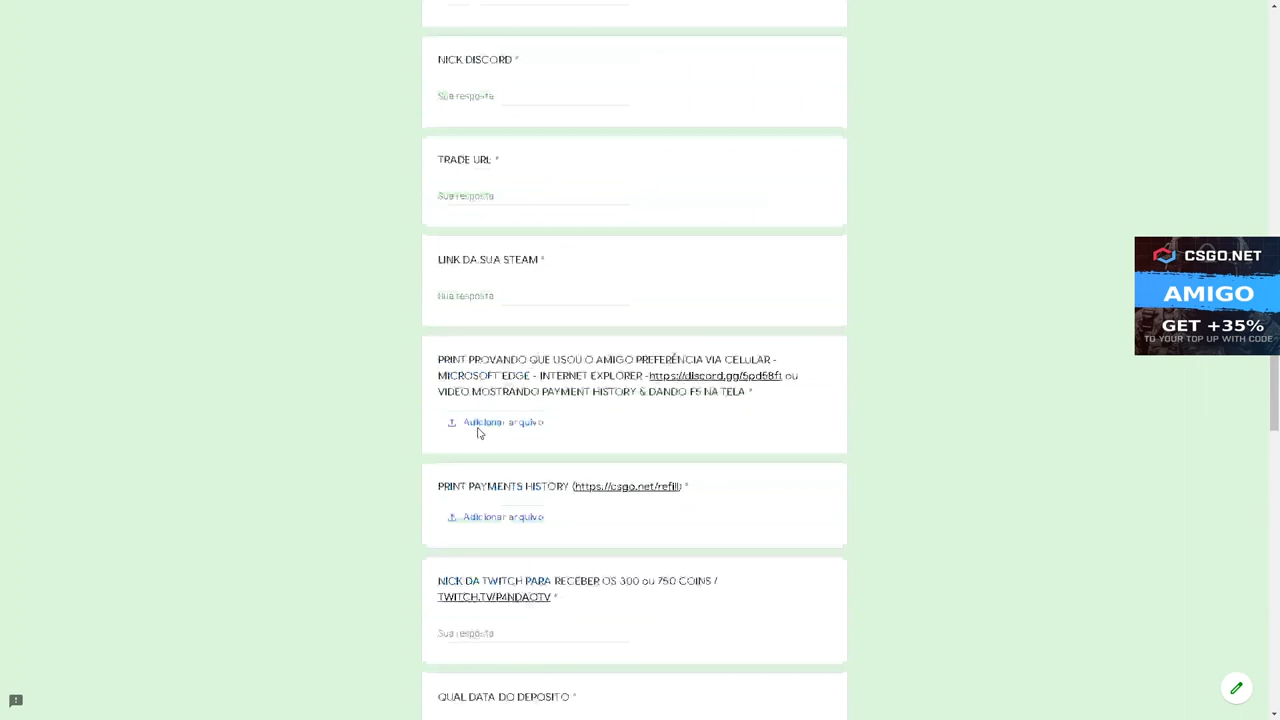 NICK DISCORD *
Sua resposta
TRADE URL *
Sua resposta
LINK DA SUA STEAM *
Sua resposta
PRINT PROVANDO QUE USOU O AMIGO PREFERÊNCIA VIA CELULAR -
MICROSOFT EDGE - INTERNET EXPLORER - https://discord.gg/ ou
VIDEO MOSTRANDO PAYMENT HISTORY & DANDO F5 NA TELA *
Adicionar arquivo
PRINT PAYMENTS HISTORY (https://csgo.net/refill) *
Adicionar arquivo
NICK DA TWITCH PARA RECEBER OS 300 ou 750 COINS /
TWITCH.TV/P4NDAOTV *
Sua resposta
QUAL DATA DO DEPOSITO *
CSGO.NET
AMIGO
GET +35%
TO YOUR TOP UP WITH CODE